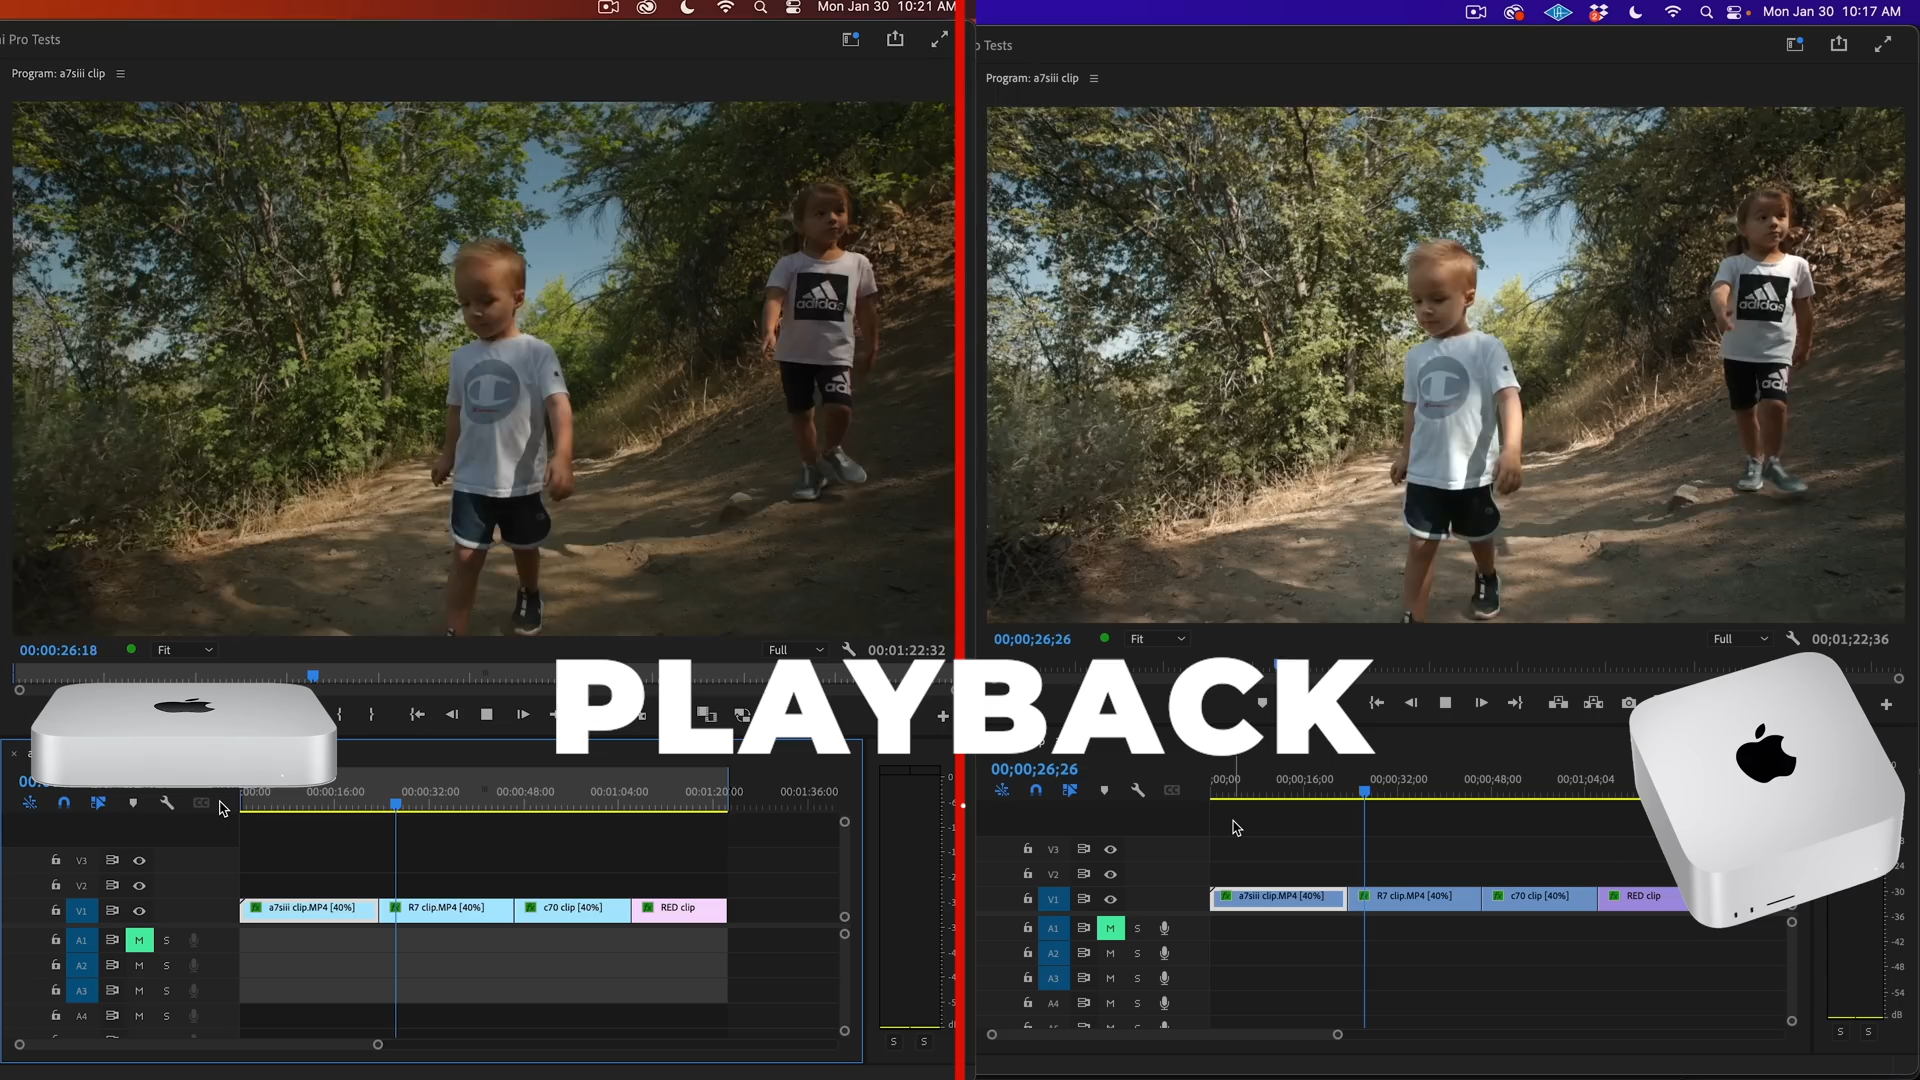 Mon Jan 30 10:21 AM
i Pro Tests
Program: a7siii clip
adidas
00:00:26:18
Fit
Full
00:01:22:32
00:00
00:00:16:00
00:00:32:00
00:00:48:00
00:01:04:00
00:01:20:00
00:01:36:00
V3
V2
V1
a7siii clip.MP4 [40%]
R7 clip.MP4 [40%]
c70 clip [40%]
RED clip
A1 M S
A2 M S
A3 M S
A4 M S
S S
PLAYBACK
Mon Jan 30 10:17 AM
Tests
Program: a7siii clip
adidas
00;00;26;26
Fit
Full
00;01;22;36
00;00;26;26
;00;00
00;00;16;00
00;00;32;00
00;00;48;00
00;01;04;04
V3
V2
V1
a7siii clip.MP4 [40%]
R7 clip.MP4 [40%]
c70 clip [40%]
RED clip
A1 M S
A2 M S
A3 M S
A4 M S
-30
-36
-42
-48
-54
dB
S S